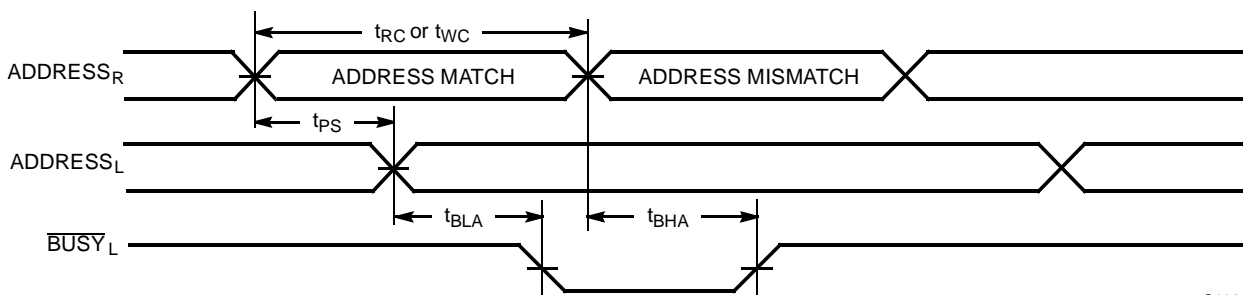 tRC or tWC
ADDRESSR
ADDRESS MATCH
ADDRESS MISMATCH
tPS
ADDRESSL
tBLA
tBHA
BUSYL